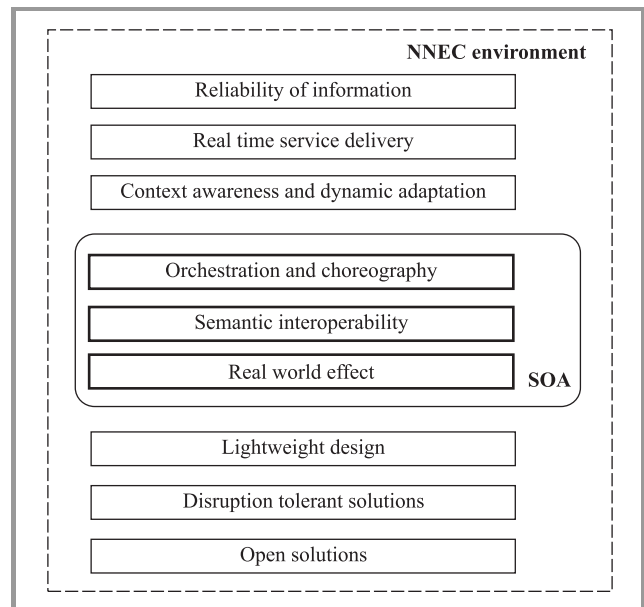 NNEC environment
Reliability of information
Real time service delivery
Context awareness and dynamic adaptation
Orchestration and choreography
Semantic interoperability
Real world effect
SOA
Lightweight design
Disruption tolerant solutions
Open solutions